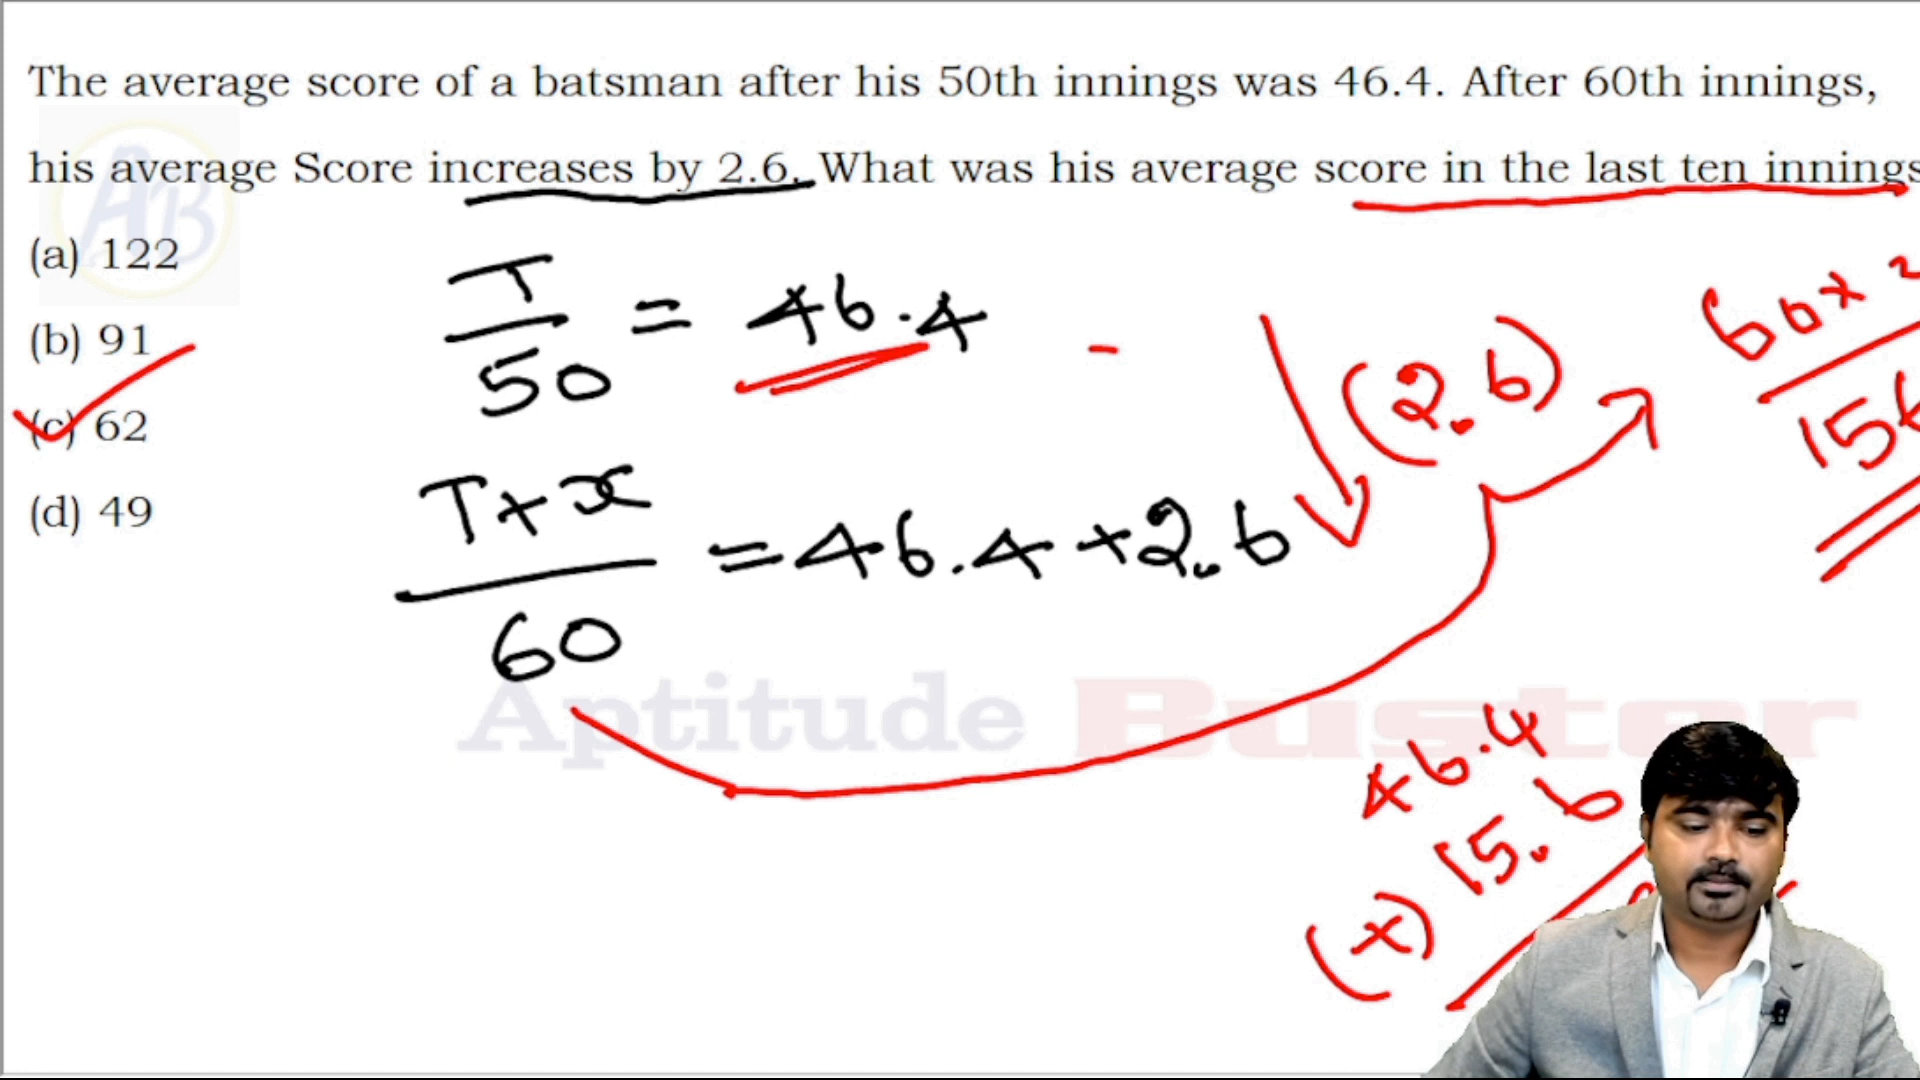 The average score of a batsman after his 50th innings was 46.4. After 60th innings,
his average Score increases by 2.6. What was his average score in the last ten innings
(a) 122
(b) 91
(c) 62
(d) 49
T/50 = 46.4 -
(2.6)
60×
T+x/60 = 46.4+2.6
Aptitude Buster
46.4
(+) 15.6
AB